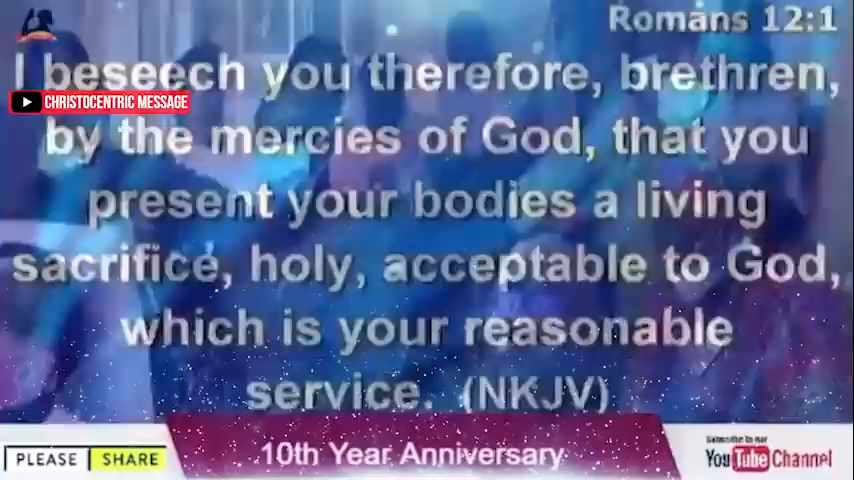 Romans 12:1
I beseech you therefore, brethren,
CHRISTOCENTRIC MESSAGE
by the mercies of God, that you
present your bodies a living
sacrifice, holy, acceptable to God,
which is your reasonable
service. (NKJV)
PLEASE SHARE
10th Year Anniversary
Subscribe to our
YouTube Channel